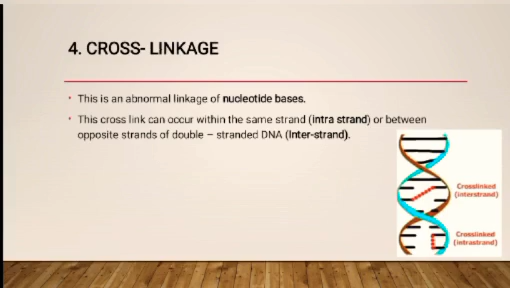 4. CROSS- LINKAGE
• This is an abnormal linkage of nucleotide bases.
• This cross link can occur within the same strand (intra strand) or between
opposite strands of double – stranded DNA (Inter-strand).
Crosslinked
(interstrand)
Crosslinked
(intrastrand)